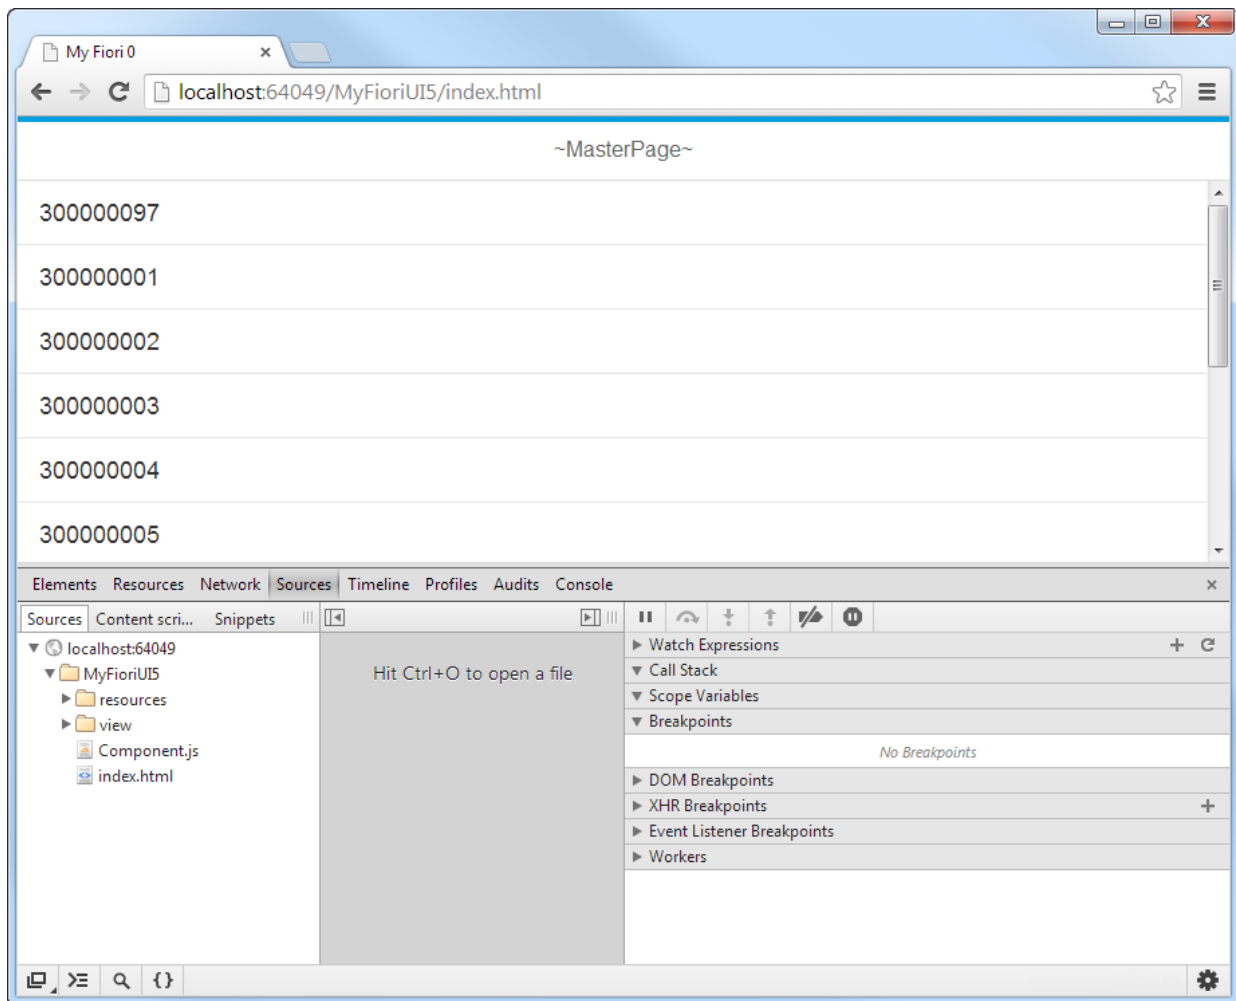 My Fiori 0
localhost:64049/MyFioriUI5/index.html
~MasterPage~
300000097
300000001
300000002
300000003
300000004
300000005
Elements Resources Network Sources Timeline Profiles Audits Console
Sources Content scri... Snippets
localhost:64049
MyFioriUI5
resources
view
Component.js
index.html
Hit Ctrl+O to open a file
Watch Expressions
Call Stack
Scope Variables
Breakpoints
No Breakpoints
DOM Breakpoints
XHR Breakpoints
Event Listener Breakpoints
Workers